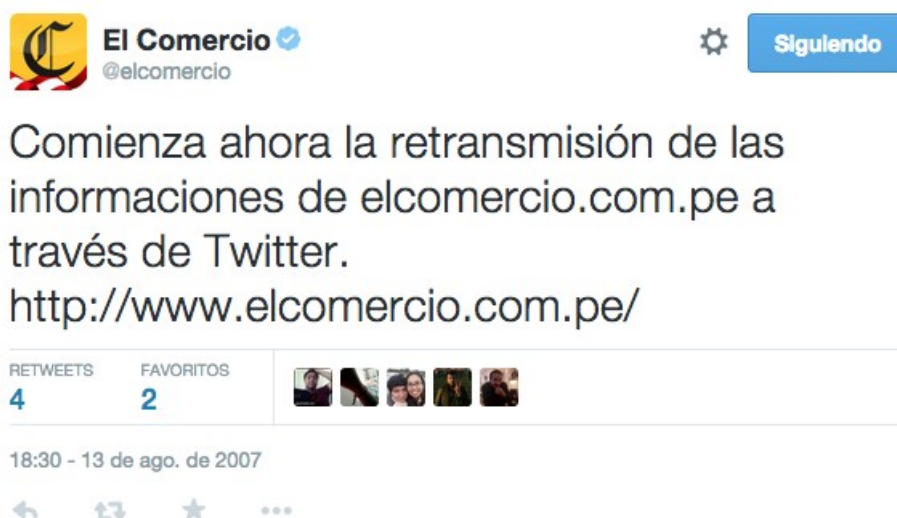 El Comercio
@elcomercio
Siguiendo
Comienza ahora la retransmisión de las
informaciones de elcomercio.com.pe a
través de Twitter.
http://www.elcomercio.com.pe/
RETWEETS
FAVORITOS
4
2
18:30 - 13 de ago. de 2007